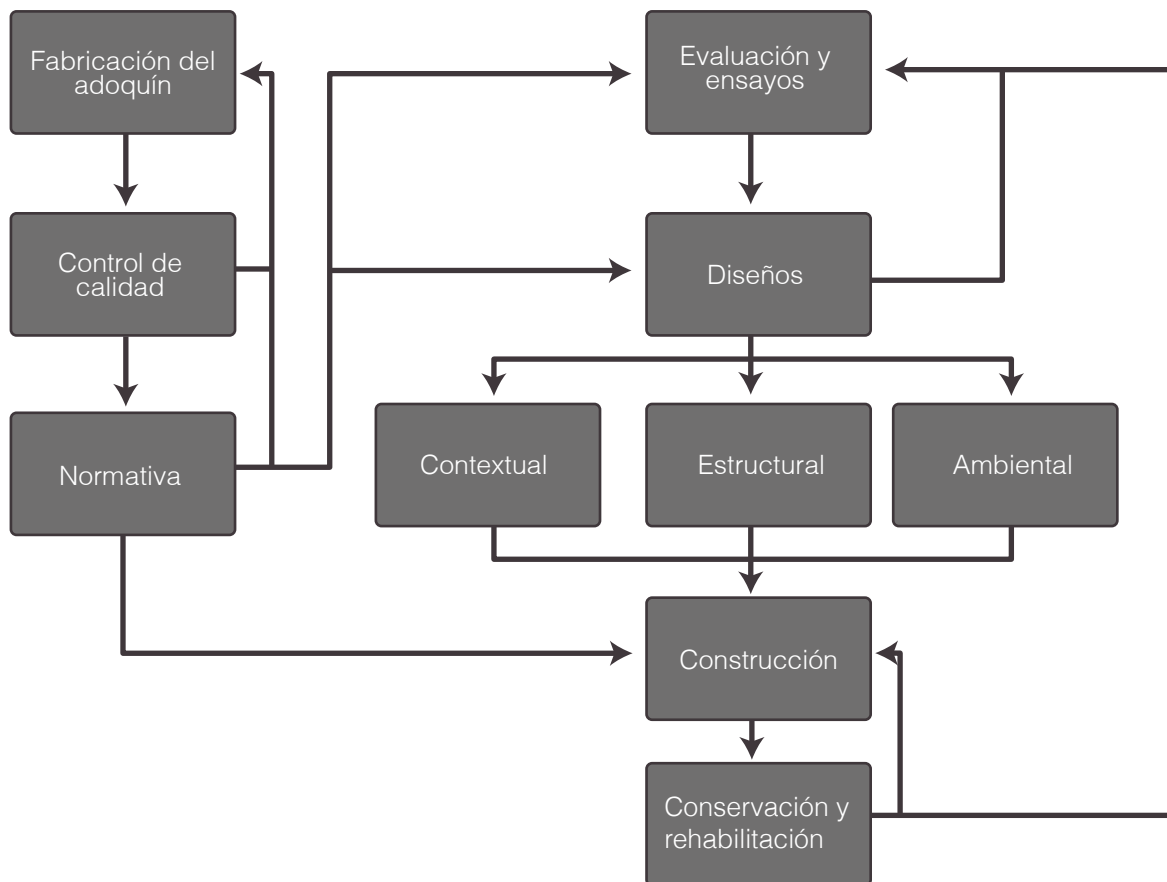 Fabricación del
adoquín
Control de
calidad
Normativa
Evaluación y
ensayos
Diseños
Contextual
Estructural
Ambiental
Construcción
Conservación y
rehabilitación